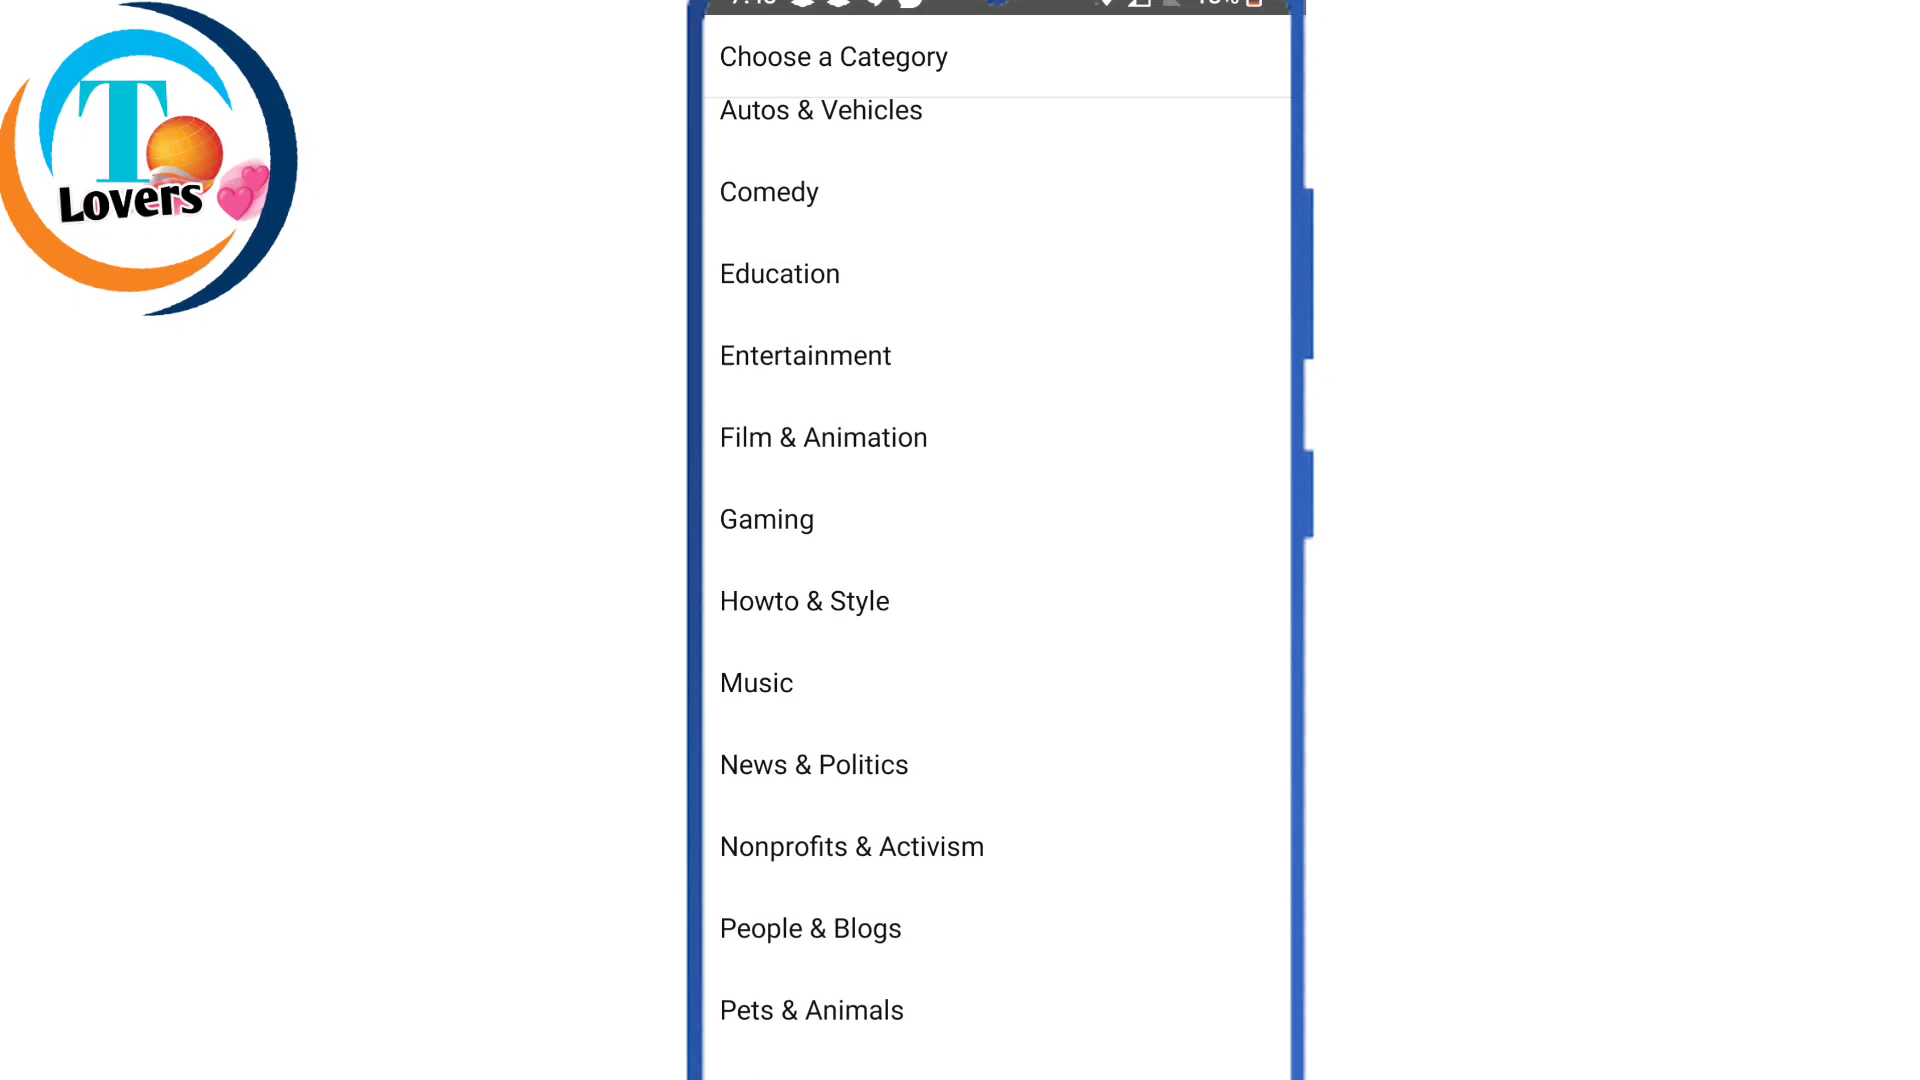 T
Lovers
Choose a Category
Autos & Vehicles
Comedy
Education
Entertainment
Film & Animation
Gaming
Howto & Style
Music
News & Politics
Nonprofits & Activism
People & Blogs
Pets & Animals